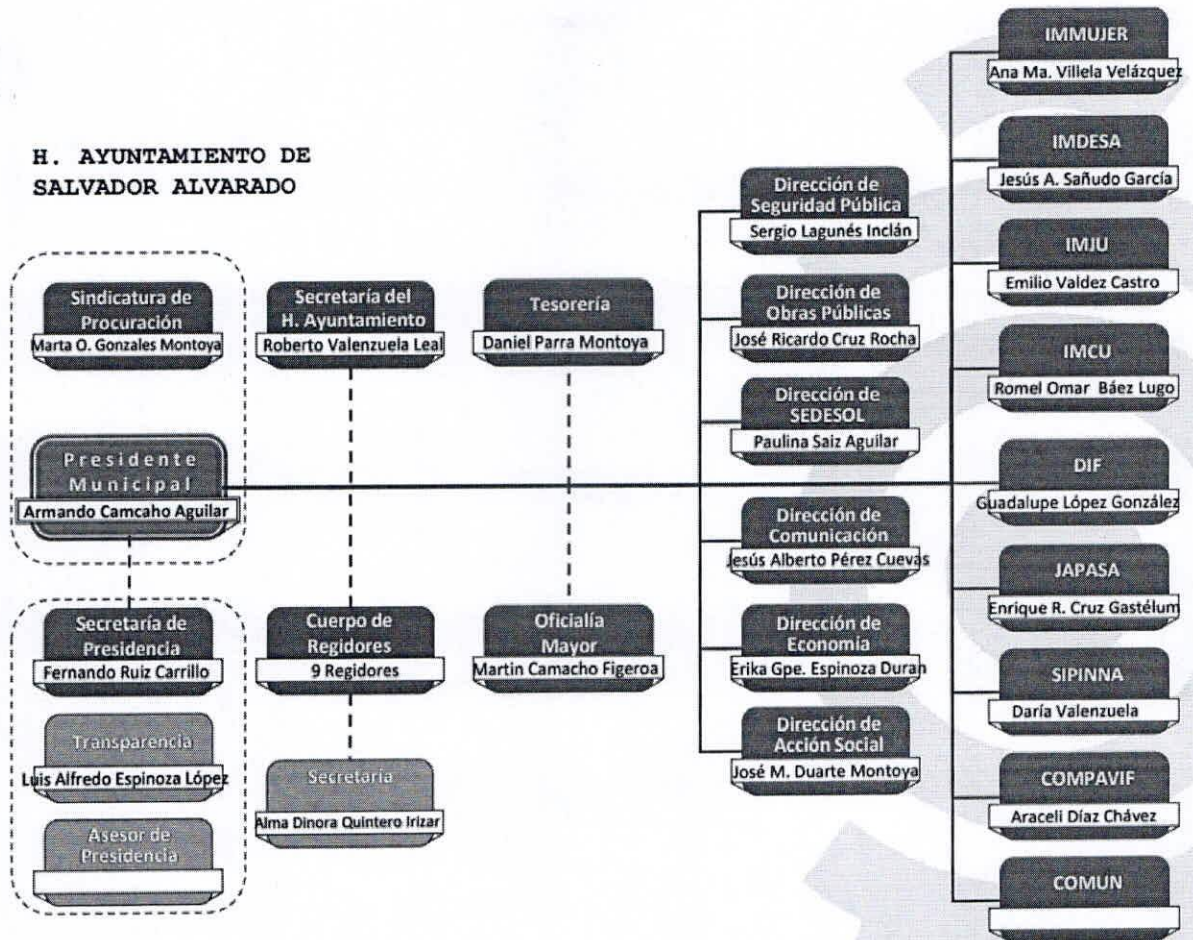 H. AYUNTAMIENTO DE
SALVADOR ALVARADO
Sindicatura de
Procuración
Marta O. Gonzales Montoya
Presidente
Municipal
Armando Camcaho Aguilar
Secretaría de
Presidencia
Fernando Ruiz Carrillo
Transparencia
Luis Alfredo Espinoza López
Asesor de
Presidencia
Secretaría del
H. Ayuntamiento
Roberto Valenzuela Leal
Cuerpo de
Regidores
9 Regidores
Secretaria
Alma Dinora Quintero Irizar
Tesorería
Daniel Parra Montoya
Oficialía
Mayor
Martin Camacho Figeroa
Dirección de
Seguridad Pública
Sergio Lagunés Inclán
Dirección de
Obras Públicas
José Ricardo Cruz Rocha
Dirección de
SEDESOL
Paulina Saiz Aguilar
Dirección de
Comunicación
Jesús Alberto Pérez Cuevas
Dirección de
Economía
Erika Gpe. Espinoza Duran
Dirección de
Acción Social
José M. Duarte Montoya
IMMUJER
Ana Ma. Villela Velázquez
IMDESA
Jesús A. Sañudo García
IMJU
Emilio Valdez Castro
IMCU
Romel Omar Báez Lugo
DIF
Guadalupe López González
JAPASA
Enrique R. Cruz Gastélum
SIPINNA
Daría Valenzuela
COMPAVIF
Araceli Díaz Chávez
COMUN